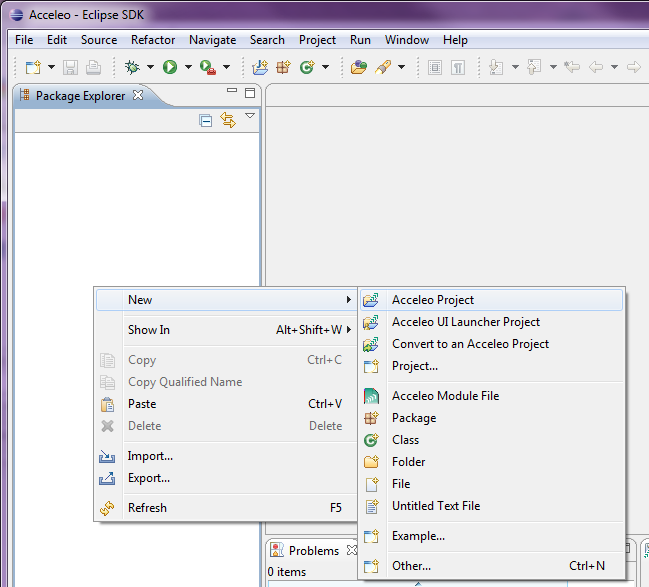 Acceleo - Eclipse SDK
File Edit Source Refactor Navigate Search Project Run Window Help
Package Explorer
New
Show In Alt+Shift+W
Copy Ctrl+C
Copy Qualified Name
Paste Ctrl+V
Delete Delete
Import...
Export...
Refresh F5
Acceleo Project
Acceleo UI Launcher Project
Convert to an Acceleo Project
Project...
Acceleo Module File
Package
Class
Folder
File
Untitled Text File
Example...
Other... Ctrl+N
Problems
0 items